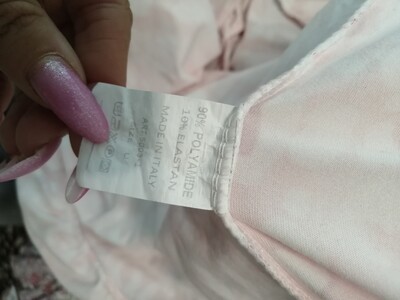 90% POLYAMIDE
10% ELASTAN
MADE IN ITALY